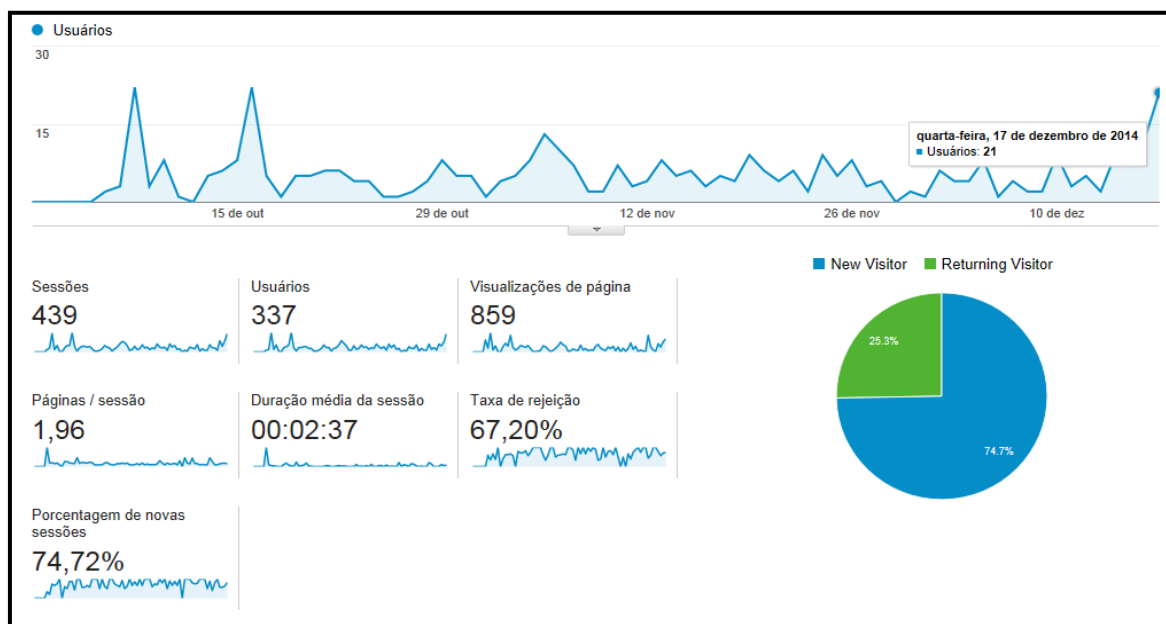 Usuários
30
15
quarta-feira, 17 de dezembro de 2014
Usuários: 21
15 de out
29 de out
12 de nov
26 de nov
10 de dez
New Visitor
Returning Visitor
Sessões
439
Usuários
337
Visualizações de página
859
25.3%
74.7%
Páginas / sessão
1,96
Duração média da sessão
00:02:37
Taxa de rejeição
67,20%
Porcentagem de novas
sessões
74,72%